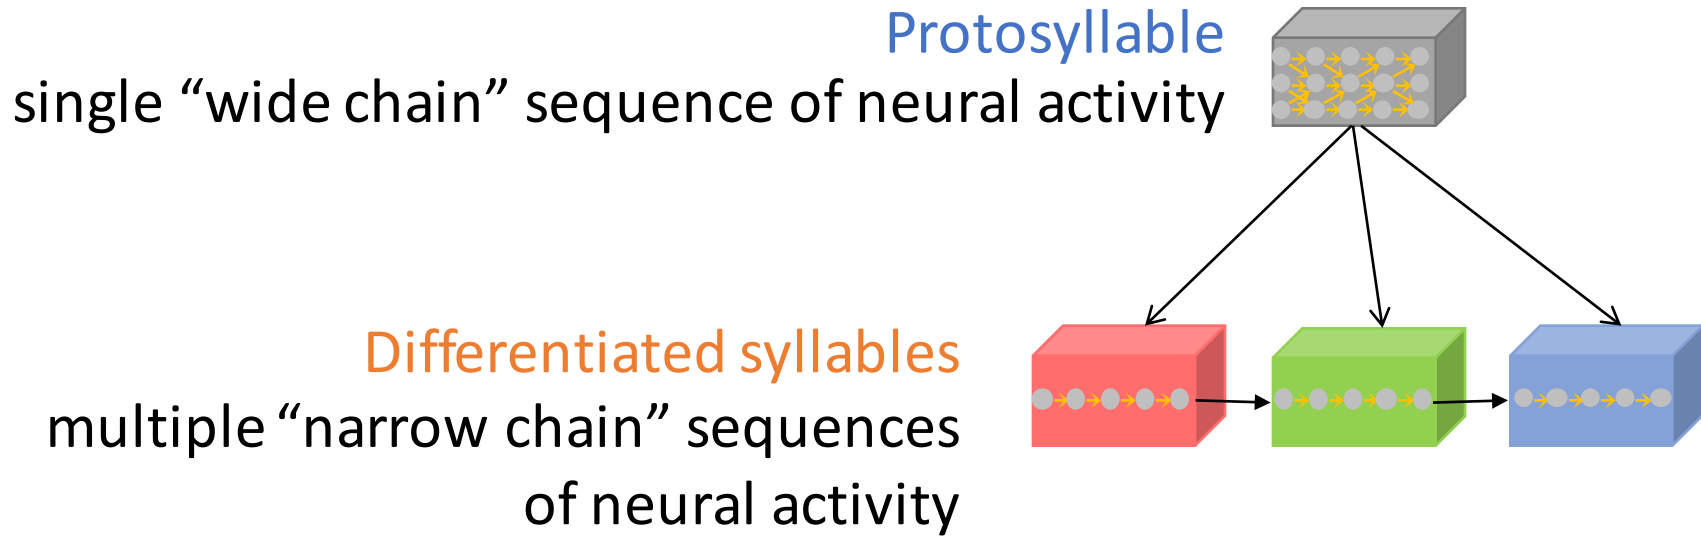 Protosyllable
single “wide chain” sequence of neural activity
Differentiated syllables
multiple “narrow chain” sequences
of neural activity